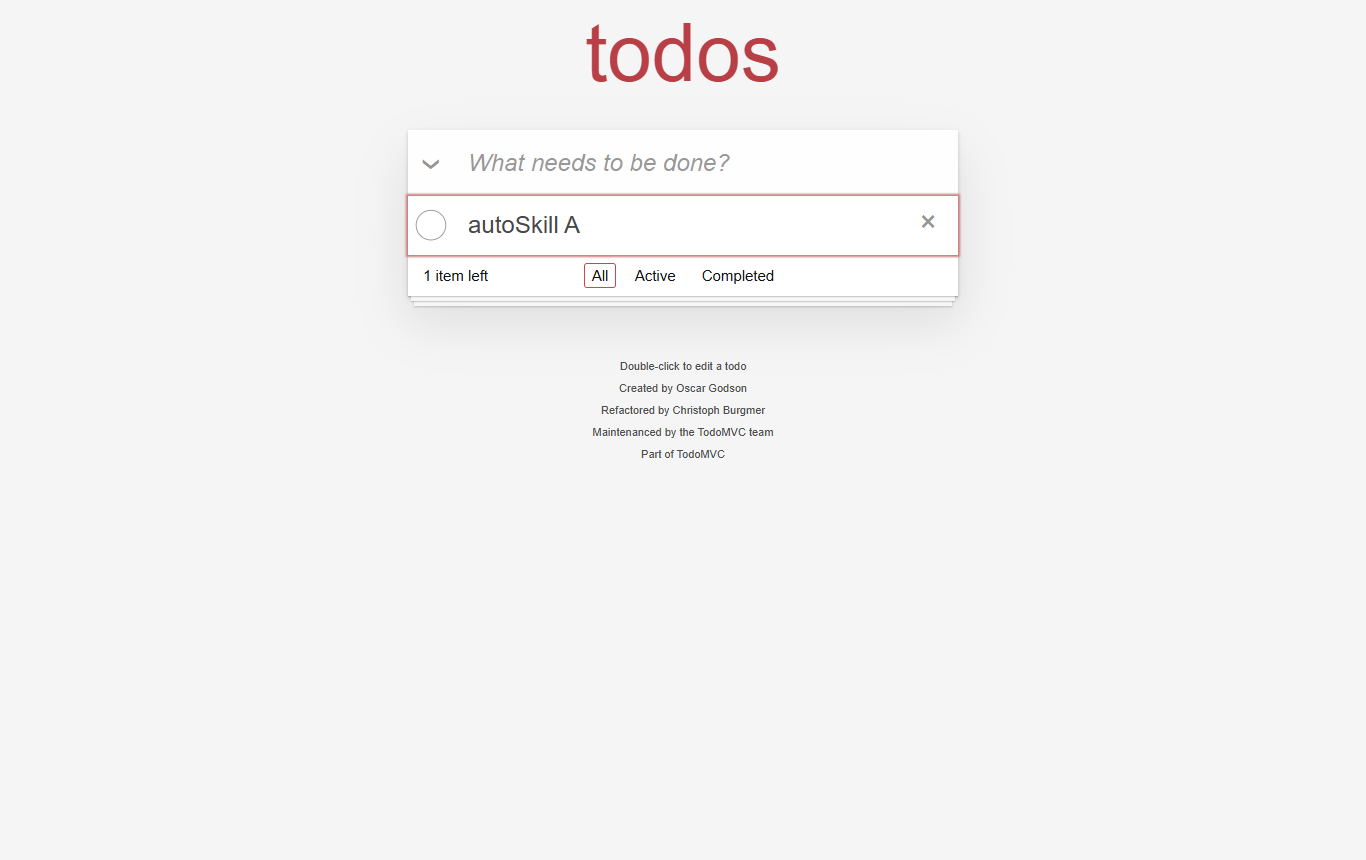 todos
What needs to be done?
autoSkill A
1 item left All Active Completed
Double-click to edit a todo
Created by Oscar Godson
Refactored by Christoph Burgmer
Maintenanced by the TodoMVC team
Part of TodoMVC